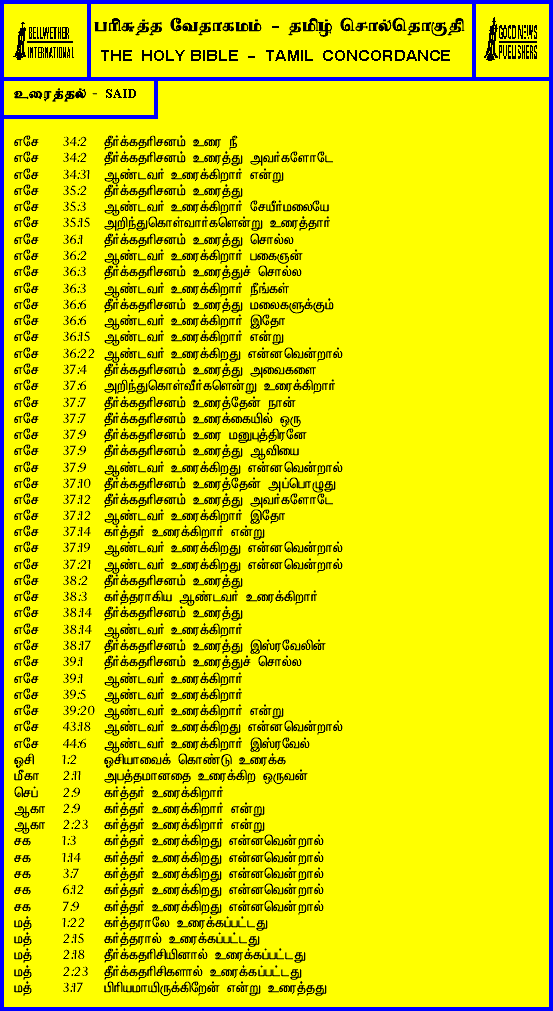 BELLWETHER
INTERNATIONAL
பரிசுத்த வேதாகமம் - தமிழ் சொல்தொகுதி
THE HOLY BIBLE - TAMIL CONCORDANCE
GOOD NEWS
PUBLISHERS
உரைத்தல் - SAID
எசே 34:2 தீர்க்கதரிசனம் உரை நீ
எசே 34:2 தீர்க்கதரிசனம் உரைத்து அவர்களோடே
எசே 34:31 ஆண்டவர் உரைக்கிறார் என்று
எசே 35:2 தீர்க்கதரிசனம் உரைத்து
எசே 35:3 ஆண்டவர் உரைக்கிறார் சேயீர்மலையே
எசே 35:15 அறிந்துகொள்வார்களென்று உரைத்தார்
எசே 36:1 தீர்க்கதரிசனம் உரைத்து சொல்ல
எசே 36:2 ஆண்டவர் உரைக்கிறார் பகைஞன்
எசே 36:3 தீர்க்கதரிசனம் உரைத்துச் சொல்ல
எசே 36:3 ஆண்டவர் உரைக்கிறார் நீங்கள்
எசே 36:6 தீர்க்கதரிசனம் உரைத்து மலைகளுக்கும்
எசே 36:6 ஆண்டவர் உரைக்கிறார் இதோ
எசே 36:15 ஆண்டவர் உரைக்கிறார் என்று
எசே 36:22 ஆண்டவர் உரைக்கிறது என்னவென்றால்
எசே 37:4 தீர்க்கதரிசனம் உரைத்து அவைகளை
எசே 37:6 அறிந்துகொள்வீர்களென்று உரைக்கிறார்
எசே 37:7 தீர்க்கதரிசனம் உரைத்தேன் நான்
எசே 37:7 தீர்க்கதரிசனம் உரைக்கையில் ஒரு
எசே 37:9 தீர்க்கதரிசனம் உரை மனுபுத்திரனே
எசே 37:9 தீர்க்கதரிசனம் உரைத்து ஆவியை
எசே 37:9 ஆண்டவர் உரைக்கிறது என்னவென்றால்
எசே 37:10 தீர்க்கதரிசனம் உரைத்தேன் அப்பொழுது
எசே 37:12 தீர்க்கதரிசனம் உரைத்து அவர்களோடே
எசே 37:12 ஆண்டவர் உரைக்கிறார் இதோ
எசே 37:14 கர்த்தர் உரைக்கிறார் என்று
எசே 37:19 ஆண்டவர் உரைக்கிறது என்னவென்றால்
எசே 37:21 ஆண்டவர் உரைக்கிறது என்னவென்றால்
எசே 38:2 தீர்க்கதரிசனம் உரைத்து
எசே 38:3 கர்த்தராகிய ஆண்டவர் உரைக்கிறார்
எசே 38:14 தீர்க்கதரிசனம் உரைத்து
எசே 38:14 ஆண்டவர் உரைக்கிறார்
எசே 38:17 தீர்க்கதரிசனம் உரைத்து இஸ்ரவேலின்
எசே 39:1 தீர்க்கதரிசனம் உரைத்துச் சொல்ல
எசே 39:1 ஆண்டவர் உரைக்கிறார்
எசே 39:5 ஆண்டவர் உரைக்கிறார்
எசே 39:20 ஆண்டவர் உரைக்கிறார் என்று
எசே 43:18 ஆண்டவர் உரைக்கிறது என்னவென்றால்
எசே 44:6 ஆண்டவர் உரைக்கிறார் இஸ்ரவேல்
ஓசி 1:2 ஓசியாவைக் கொண்டு உரைக்க
மீகா 2:11 அபத்தமானதை உரைக்கிற ஒருவன்
செப் 2:9 கர்த்தர் உரைக்கிறார்
ஆகா 2:9 கர்த்தர் உரைக்கிறார் என்று
ஆகா 2:23 கர்த்தர் உரைக்கிறார் என்று
சக 1:3 கர்த்தர் உரைக்கிறது என்னவென்றால்
சக 1:14 கர்த்தர் உரைக்கிறது என்னவென்றால்
சக 3:7 கர்த்தர் உரைக்கிறது என்னவென்றால்
சக 6:12 கர்த்தர் உரைக்கிறது என்னவென்றால்
சக 7:9 கர்த்தர் உரைக்கிறது என்னவென்றால்
மத் 1:22 கர்த்தராலே உரைக்கப்பட்டது
மத் 2:15 கர்த்தரால் உரைக்கப்பட்டது
மத் 2:18 தீர்க்கதரிசியினால் உரைக்கப்பட்டது
மத் 2:23 தீர்க்கதரிசிகளால் உரைக்கப்பட்டது
மத் 3:17 பிரியமாயிருக்கிறேன் என்று உரைத்தது